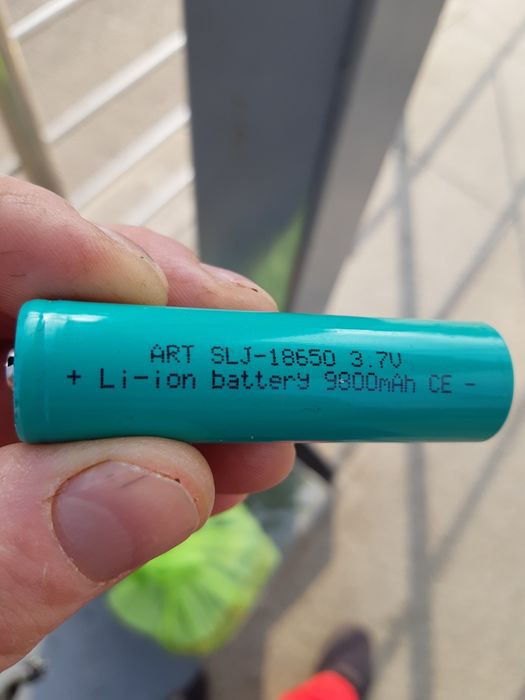 ART SLJ-18650 3.7V
+ Li-ion battery 9800mAh CE -